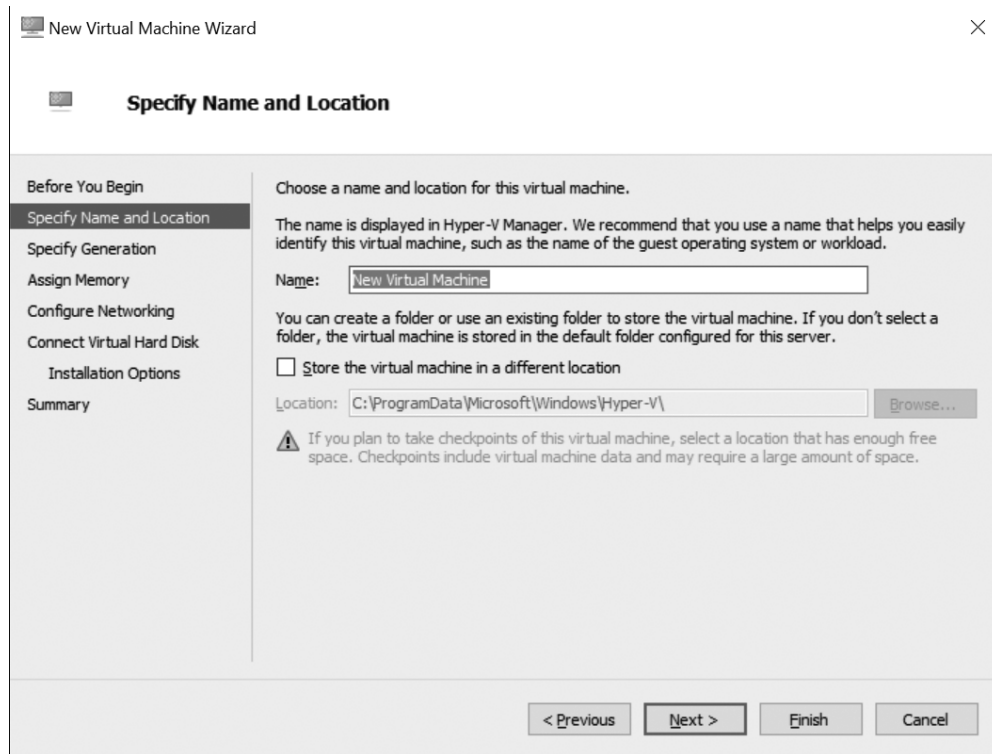 New Virtual Machine Wizard
Specify Name and Location
Before You Begin
Specify Name and Location
Specify Generation
Assign Memory
Configure Networking
Connect Virtual Hard Disk
Installation Options
Summary
Choose a name and location for this virtual machine.
The name is displayed in Hyper-V Manager. We recommend that you use a name that helps you easily
identify this virtual machine, such as the name of the guest operating system or workload.
Name: New Virtual Machine
You can create a folder or use an existing folder to store the virtual machine. If you don't select a
folder, the virtual machine is stored in the default folder configured for this server.
Store the virtual machine in a different location
Location: C:\ProgramData\Microsoft\Windows\Hyper-V\ Browse...
If you plan to take checkpoints of this virtual machine, select a location that has enough free
space. Checkpoints include virtual machine data and may require a large amount of space.
< Previous Next > Finish Cancel